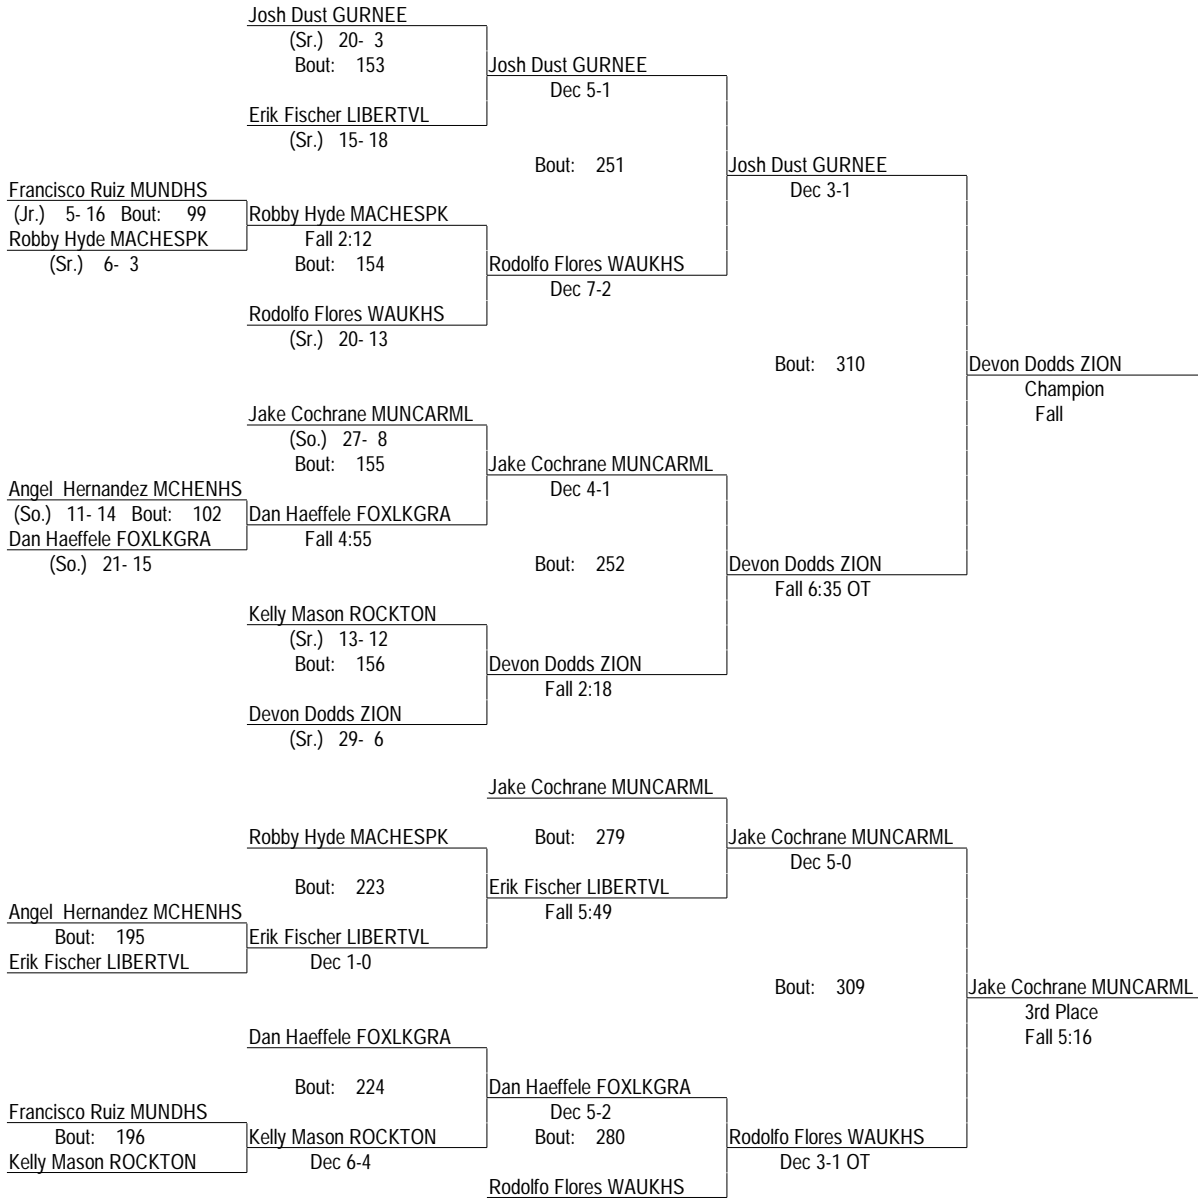 Josh Dust GURNEE
(Sr.) 20- 3
Bout: 153
Josh Dust GURNEE
Dec 5-1
Erik Fischer LIBERTVL
(Sr.) 15- 18
Bout: 251
Josh Dust GURNEE
Dec 3-1
Francisco Ruiz MUNDHS
(Jr.) 5- 16 Bout: 99
Robby Hyde MACHESPK
Fall 2:12
Robby Hyde MACHESPK
(Sr.) 6- 3
Bout: 154
Rodolfo Flores WAUKHS
Dec 7-2
Rodolfo Flores WAUKHS
(Sr.) 20- 13
Bout: 310
Devon Dodds ZION
Champion
Fall
Jake Cochrane MUNCARML
(So.) 27- 8
Bout: 155
Jake Cochrane MUNCARML
Dec 4-1
Angel Hernandez MCHENHS
(So.) 11- 14 Bout: 102
Dan Haeffele FOXLKGRA
Fall 4:55
Dan Haeffele FOXLKGRA
(So.) 21- 15
Bout: 252
Devon Dodds ZION
Fall 6:35 OT
Kelly Mason ROCKTON
(Sr.) 13- 12
Bout: 156
Devon Dodds ZION
Fall 2:18
Devon Dodds ZION
(Sr.) 29- 6
Jake Cochrane MUNCARML
Robby Hyde MACHESPK
Bout: 279
Jake Cochrane MUNCARML
Dec 5-0
Bout: 223
Erik Fischer LIBERTVL
Fall 5:49
Angel Hernandez MCHENHS
Bout: 195
Erik Fischer LIBERTVL
Dec 1-0
Erik Fischer LIBERTVL
Bout: 309
Jake Cochrane MUNCARML
3rd Place
Fall 5:16
Dan Haeffele FOXLKGRA
Bout: 224
Dan Haeffele FOXLKGRA
Dec 5-2
Francisco Ruiz MUNDHS
Bout: 196
Kelly Mason ROCKTON
Dec 6-4
Kelly Mason ROCKTON
Bout: 280
Rodolfo Flores WAUKHS
Dec 3-1 OT
Rodolfo Flores WAUKHS